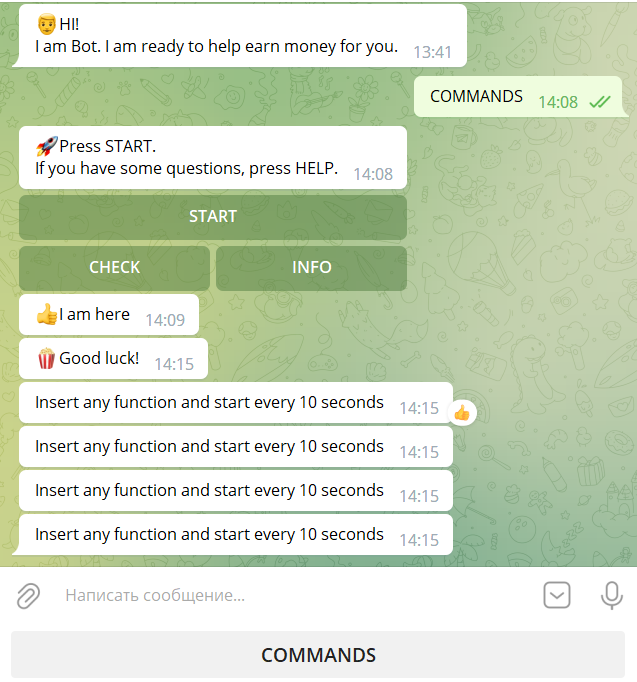 HI!
I am Bot. I am ready to help earn money for you.
13:41
COMMANDS 14:08
Press START.
If you have some questions, press HELP. 14:08
START
CHECK INFO
I am here 14:09
Good luck! 14:15
Insert any function and start every 10 seconds 14:15
Insert any function and start every 10 seconds 14:15
Insert any function and start every 10 seconds 14:15
Insert any function and start every 10 seconds 14:15
Написать сообщение...
COMMANDS